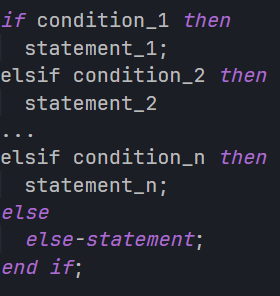 if condition_1 then
  statement_1;
elsif condition_2 then
  statement_2
...
elsif condition_n then
  statement_n;
else
  else-statement;
end if;